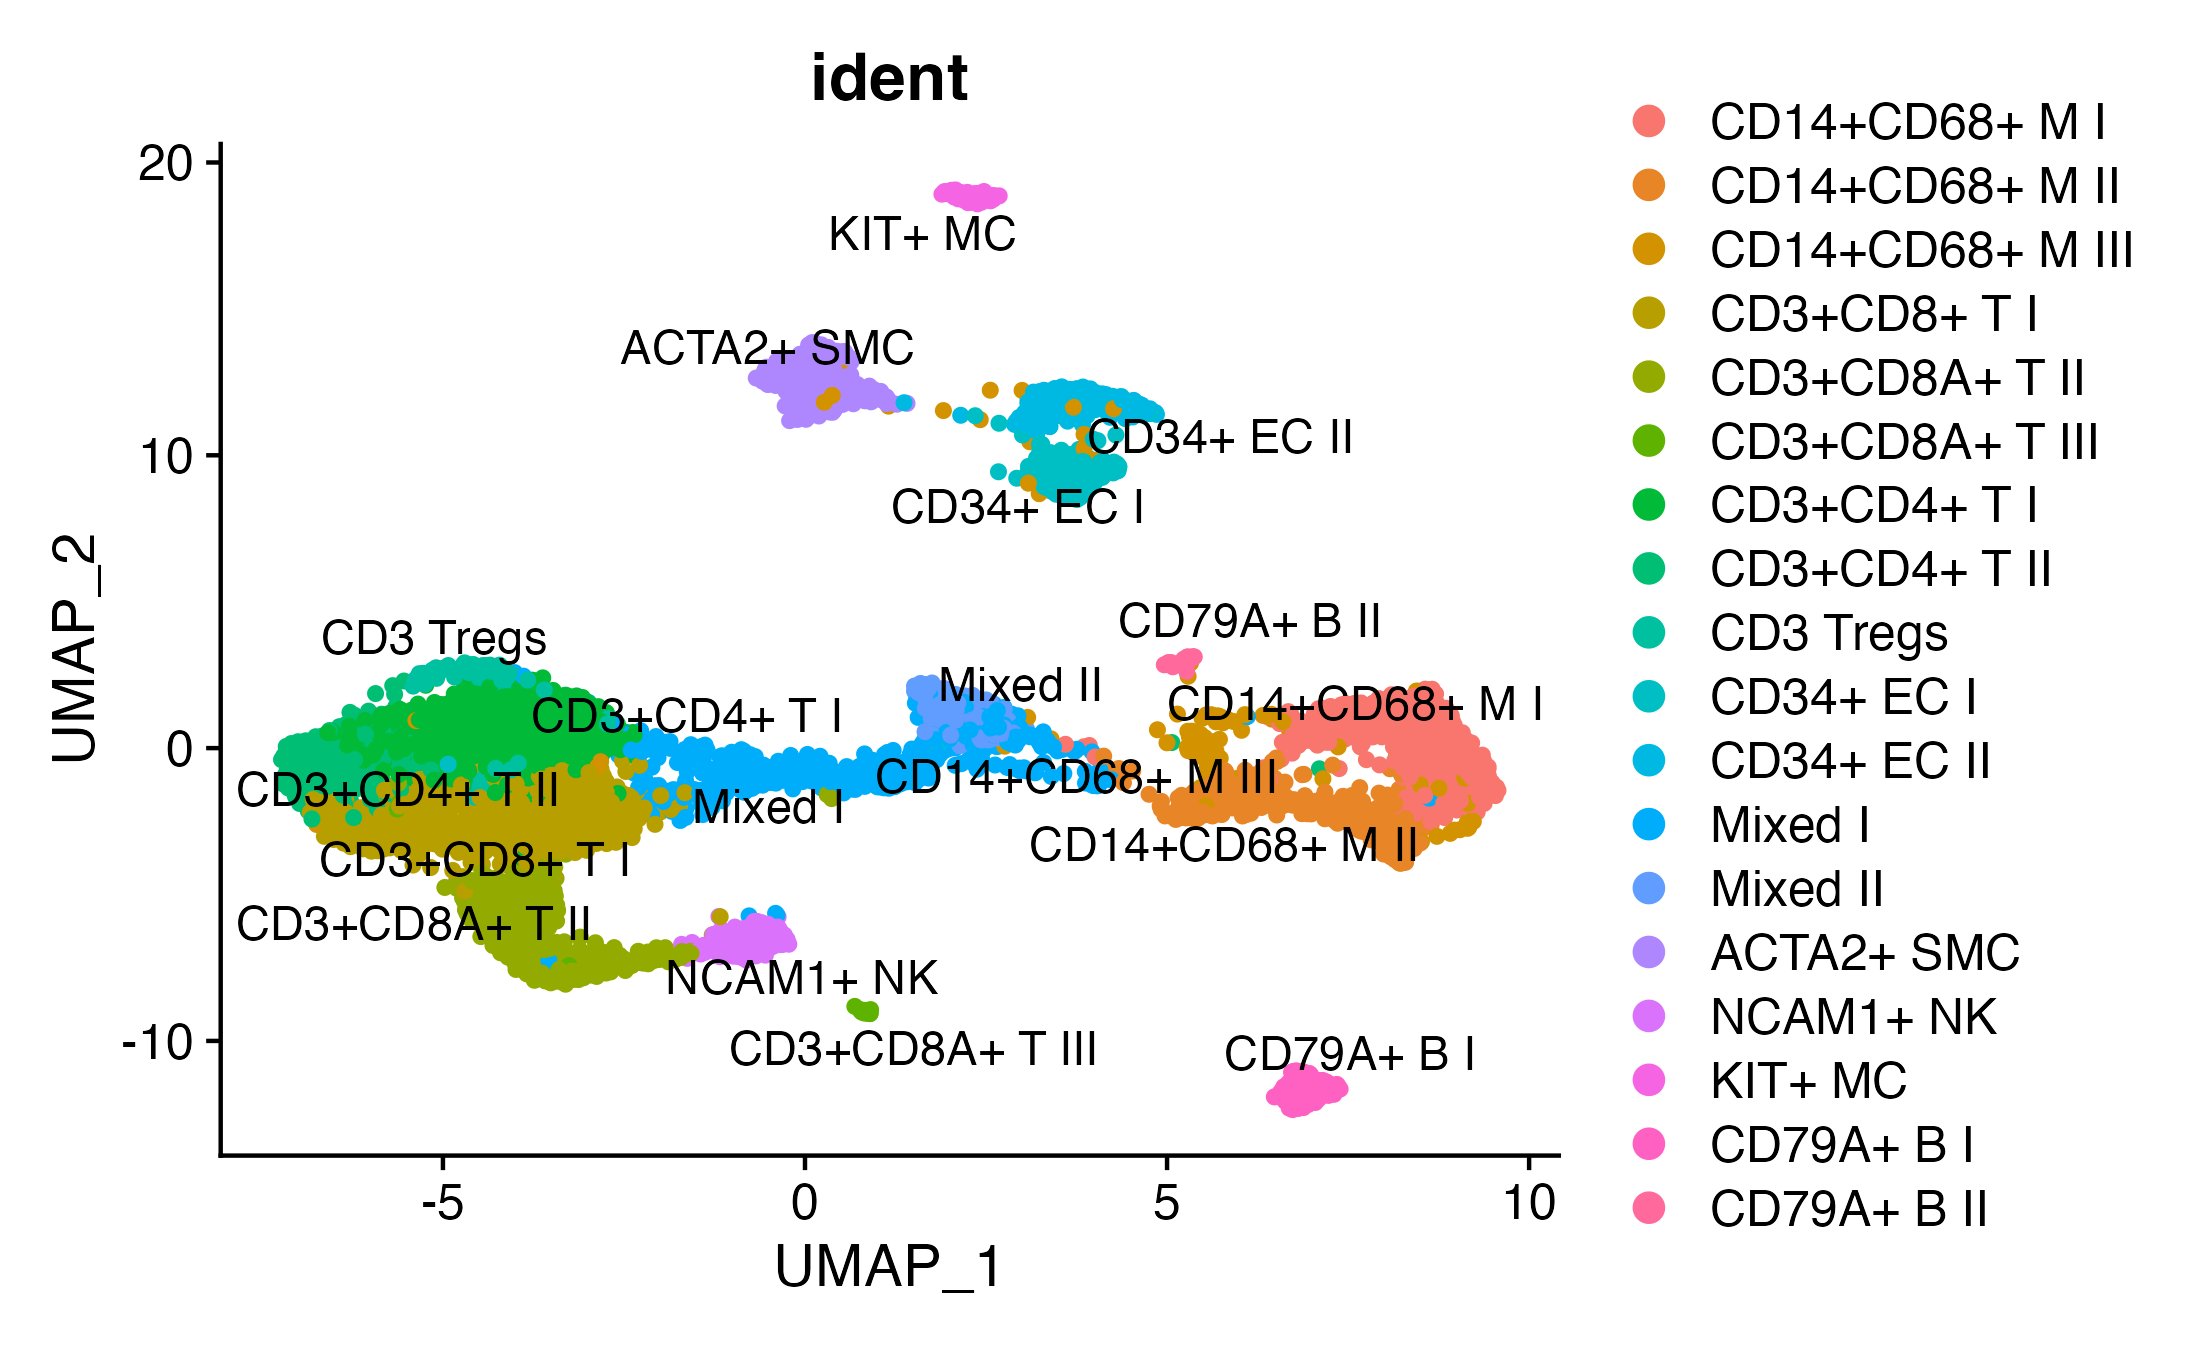 ident
20
10
0
-10
UMAP_2
KIT+ MC
ACTA2+ SMC
CD34+ EC II
CD34+ EC I
CD79A+ B II
CD3 Tregs
Mixed II
CD14+CD68+ M I
CD3+CD4+ T I
CD14+CD68+ M III
CD3+CD4+ T II
Mixed I
CD14+CD68+ M II
CD3+CD8+ T I
CD3+CD8A+ T II
NCAM1+ NK
CD3+CD8A+ T III
CD79A+ B I
-5
0
5
10
UMAP_1
CD14+CD68+ M I
CD14+CD68+ M II
CD14+CD68+ M III
CD3+CD8+ T I
CD3+CD8A+ T II
CD3+CD8A+ T III
CD3+CD4+ T I
CD3+CD4+ T II
CD3 Tregs
CD34+ EC I
CD34+ EC II
Mixed I
Mixed II
ACTA2+ SMC
NCAM1+ NK
KIT+ MC
CD79A+ B I
CD79A+ B II